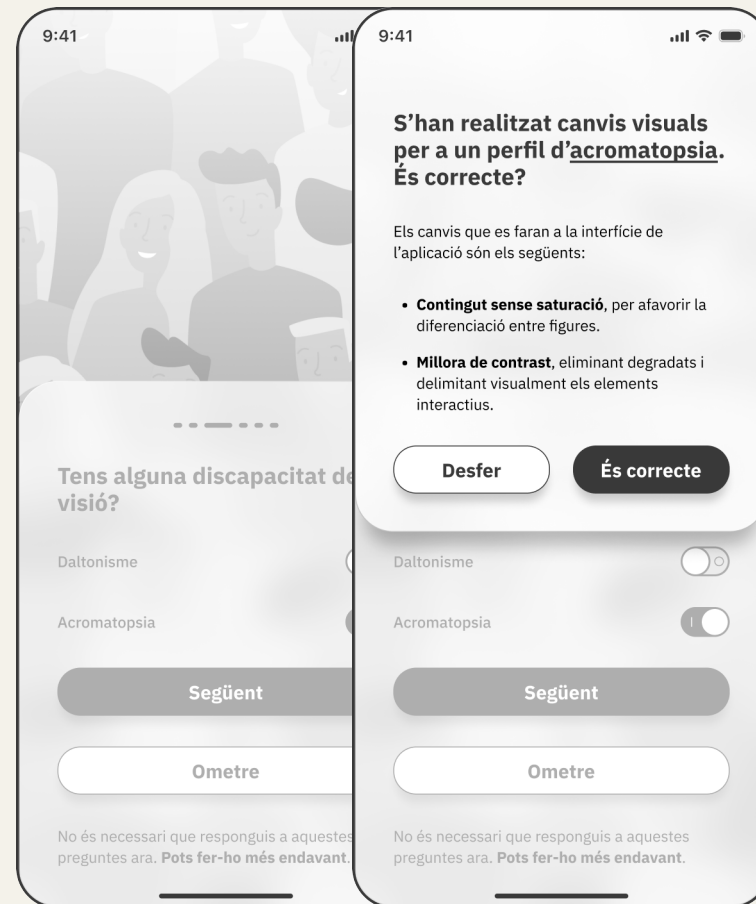 9:41
Tens alguna discapacitat de
visió?
Daltonisme
Acromatopsia
Següent
Ometre
No és necessari que responguis a aquestes
preguntes ara. Pots fer-ho més endavant.
9:41
S’han realitzat canvis visuals
per a un perfil d’acromatopsia.
És correcte?
Els canvis que es faran a la interfície de
l’aplicació són els següents:
• Contingut sense saturació, per afavorir la
diferenciació entre figures.
• Millora de contrast, eliminant degradats i
delimitant visualment els elements
interactius.
Desfer
És correcte
Daltonisme
Acromatopsia
Següent
Ometre
No és necessari que responguis a aquestes
preguntes ara. Pots fer-ho més endavant.